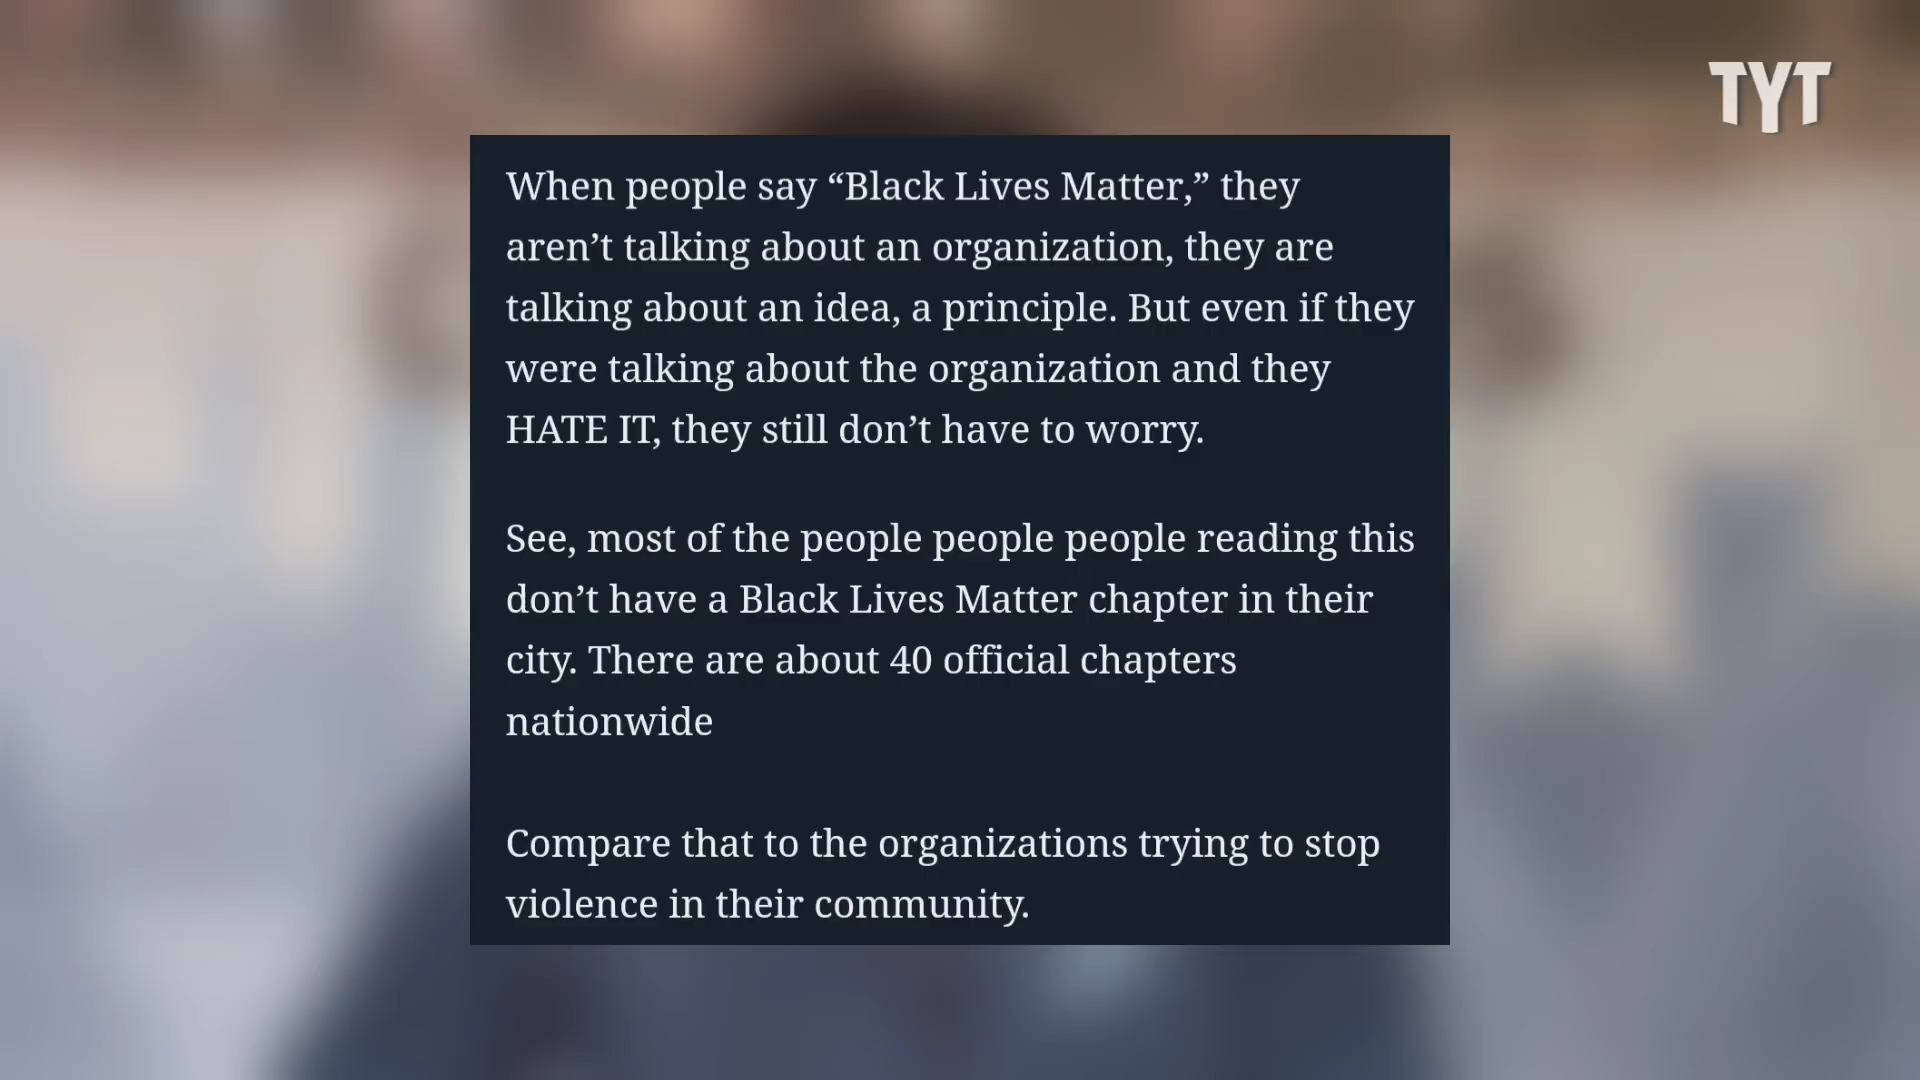 TYT
When people say “Black Lives Matter,” they
aren’t talking about an organization, they are
talking about an idea, a principle. But even if they
were talking about the organization and they
HATE IT, they still don’t have to worry.
See, most of the people people people reading this
don’t have a Black Lives Matter chapter in their
city. There are about 40 official chapters
nationwide
Compare that to the organizations trying to stop
violence in their community.